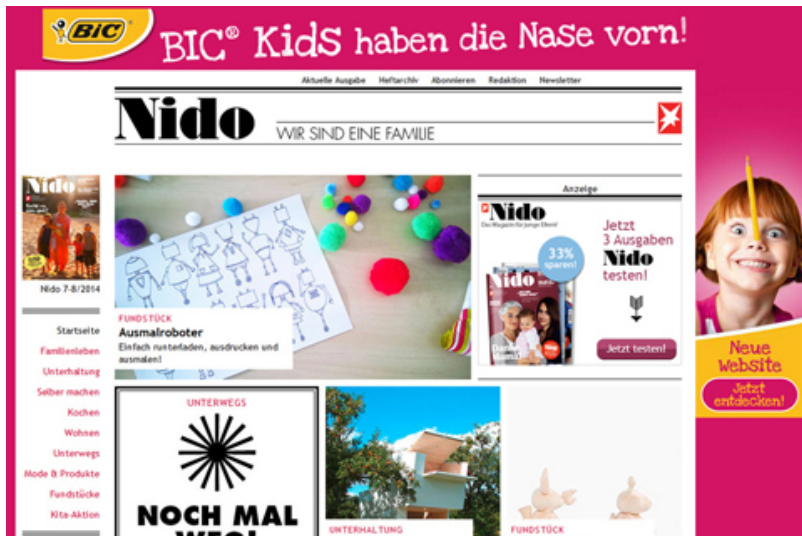 BIC
BIC® Kids haben die Nase vorn!
Aktuelle Ausgabe Heftarchiv Abonnieren Redaktion Newsletter
Nido WIR SIND EINE FAMILIE
Nido
Nido 7-8/2014
Startseite
Familienleben
Unterhaltung
Selber machen
Kochen
Wohnen
Unterwegs
Mode & Produkte
Fundstücke
Kita-Aktion
FUNDSTÜCK
Ausmalroboter
Einfach runterladen, ausdrucken und
ausmalen!
Anzeige
Nido
Das Magazin für junge Eltern!
33%
sparen!
Nido
Danke,
Mama!
Jetzt
3 Ausgaben
Nido
testen!
Jetzt testen!
Neue
Website
Jetzt
entdecken!
UNTERWEGS
NOCH MAL
WEG!
UNTERHALTUNG
FUNDSTÜCK